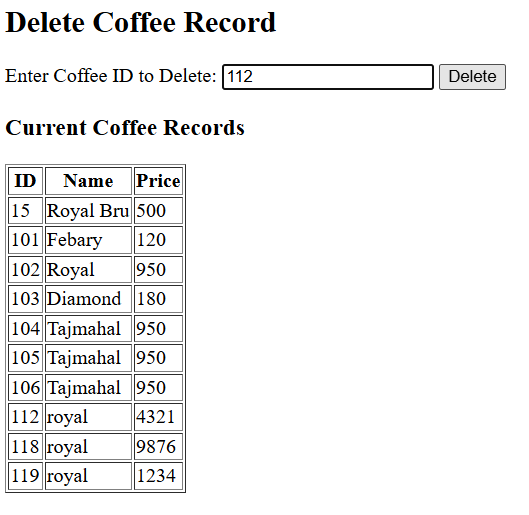 Delete Coffee Record
Enter Coffee ID to Delete: 112 Delete
Current Coffee Records
ID Name Price
15 Royal Bru 500
101 Febary 120
102 Royal 950
103 Diamond 180
104 Tajmahal 950
105 Tajmahal 950
106 Tajmahal 950
112 royal 4321
118 royal 9876
119 royal 1234